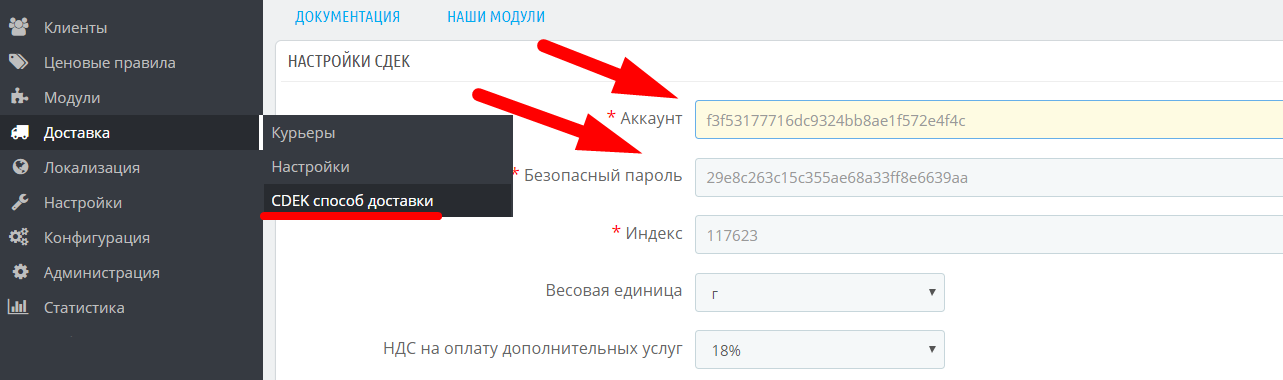 Клиенты
Ценовые правила
Модули
Доставка
Локализация
Настройки
Конфигурация
Администрация
Статистика
Курьеры
Настройки
CDEK способ доставки
ДОКУМЕНТАЦИЯ НАШИ МОДУЛИ
НАСТРОЙКИ СДЕК
* Аккаунт f3f53177716dc9324bb8ae1f572e4f4c
* Безопасный пароль 29e8c263c15c355ae68a33ff8e6639aa
* Индекс 117623
Весовая единица г
НДС на оплату дополнительных услуг 18%